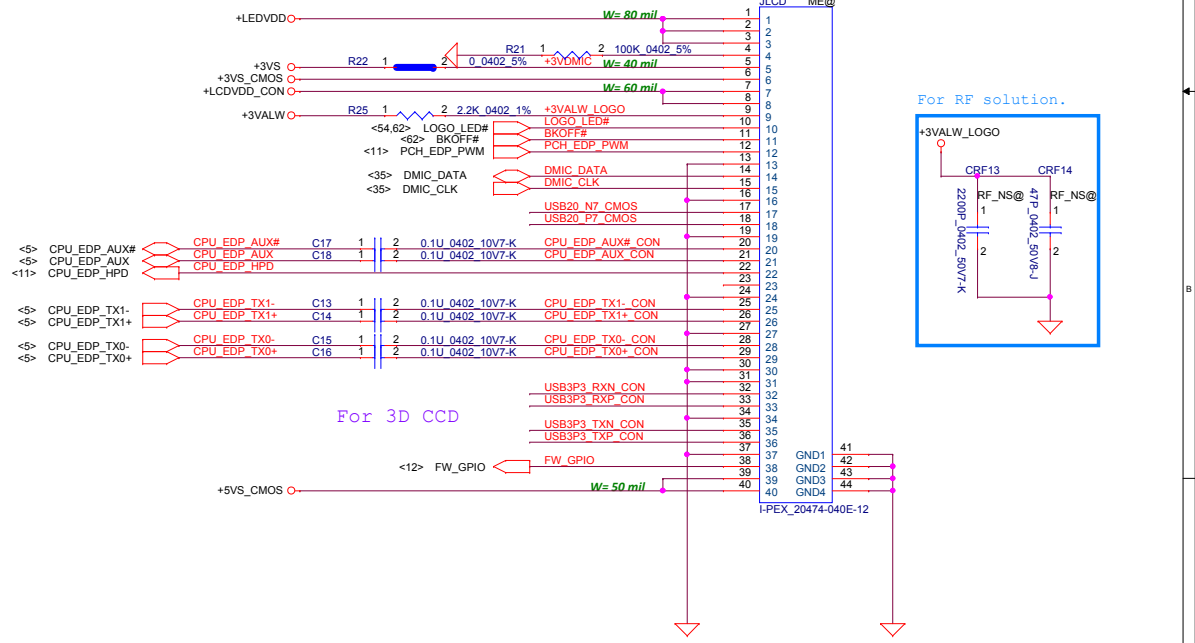 JLCD ME@
+LEDVDD W= 80 mil 1 1
2 2
3 3
R21 1 2 100K_0402_5% 4 4
+3VS R22 1 2 0_0402_5% +3VDMIC W= 40 mil 5 5
+3VS_CMOS 6 6
+LCDVDD_CON W= 60 mil 7 7
8 8
+3VALW R25 1 2 2.2K_0402_1% +3VALW_LOGO 9 9
<54,62> LOGO_LED# LOGO_LED# 10 10
<62> BKOFF# BKOFF# 11 11
<11> PCH_EDP_PWM PCH_EDP_PWM 12 12
13 13
<35> DMIC_DATA DMIC_DATA 14 14
<35> DMIC_CLK DMIC_CLK 15 15
16 16
USB20_N7_CMOS 17 17
USB20_P7_CMOS 18 18
19 19
<5> CPU_EDP_AUX# CPU_EDP_AUX# C17 1 2 0.1U_0402_10V7-K CPU_EDP_AUX#_CON 20 20
<5> CPU_EDP_AUX CPU_EDP_AUX C18 1 2 0.1U_0402_10V7-K CPU_EDP_AUX_CON 21 21
<11> CPU_EDP_HPD CPU_EDP_HPD 22 22
23 23
24 24
<5> CPU_EDP_TX1- CPU_EDP_TX1- C13 1 2 0.1U_0402_10V7-K CPU_EDP_TX1-_CON 25 25
<5> CPU_EDP_TX1+ CPU_EDP_TX1+ C14 1 2 0.1U_0402_10V7-K CPU_EDP_TX1+_CON 26 26
27 27
<5> CPU_EDP_TX0- CPU_EDP_TX0- C15 1 2 0.1U_0402_10V7-K CPU_EDP_TX0-_CON 28 28
<5> CPU_EDP_TX0+ CPU_EDP_TX0+ C16 1 2 0.1U_0402_10V7-K CPU_EDP_TX0+_CON 29 29
30 30
31 31
USB3P3_RXN_CON 32 32
USB3P3_RXP_CON 33 33
For 3D CCD 34 34
USB3P3_TXN_CON 35 35
USB3P3_TXP_CON 36 36
37 37 GND1 41
<12> FW_GPIO FW_GPIO 38 38 GND2 42
39 39 GND3 43
+5VS_CMOS W= 50 mil 40 40 GND4 44
I-PEX_20474-040E-12
For RF solution.
+3VALW_LOGO
CRF13 CRF14
RF_NS@ RF_NS@
1 1
2200P_0402_50V7-K 47P_0402_50V8-J
2 2
B